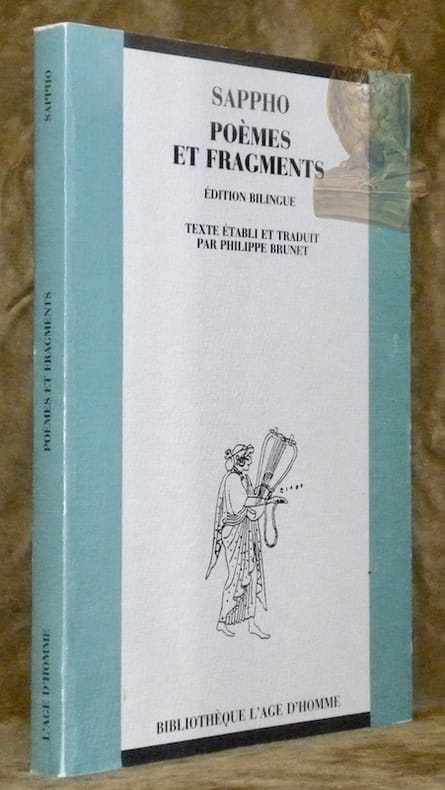 SAPPHO
POÈMES
ET FRAGMENTS
ÉDITION BILINGUE
TEXTE ÉTABLI ET TRADUIT
PAR PHILIPPE BRUNET
BIBLIOTHÈQUE L'AGE D'HOMME
SAPPHO
POÈMES ET FRAGMENTS
L'AGE D'HOMME